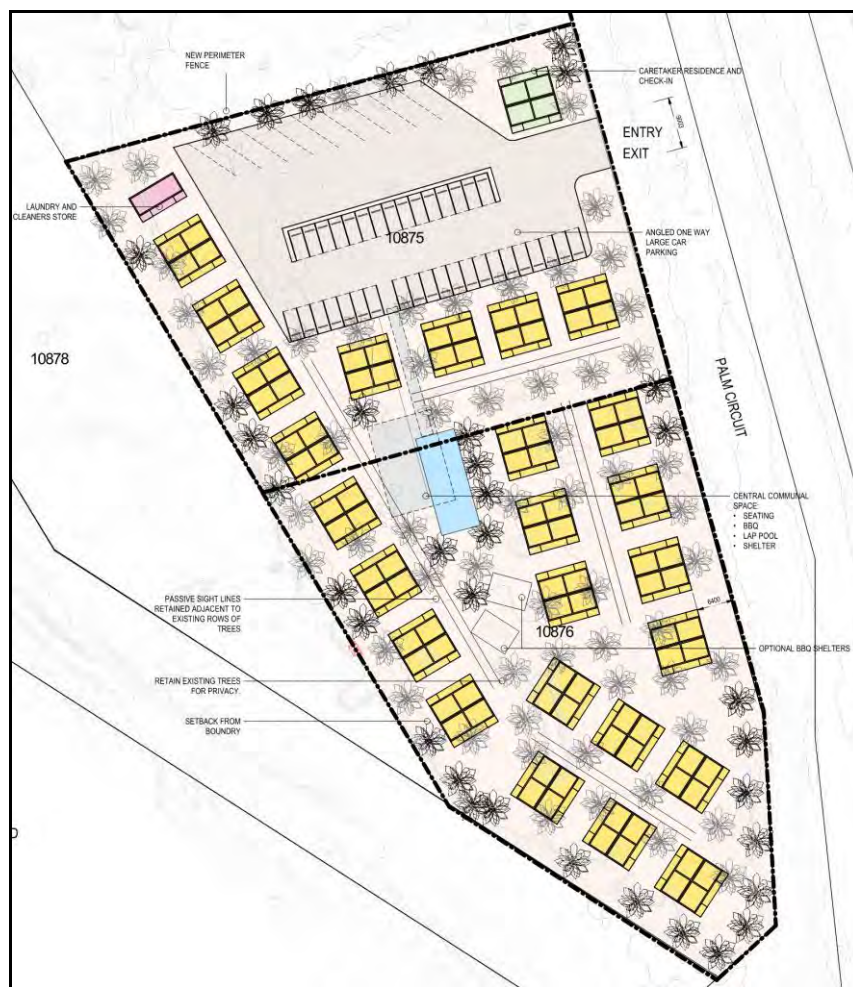 NEW PERIMETER
FENCE
CARETAKER RESIDENCE AND
CHECK-IN
ENTRY
EXIT
LAUNDRY AND
CLEANERS STORE
10875
ANGLED ONE WAY
LARGE CAR
PARKING
10878
PALM CIRCUIT
CENTRAL COMMUNAL
SPACE:
• SEATING
• BBQ
• LAP POOL
• SHELTER
PASSIVE SIGHT LINES
RETAINED ADJACENT TO
EXISTING ROWS OF
TREES
6400
10876
OPTIONAL BBQ SHELTERS
RETAIN EXISTING TREES
FOR PRIVACY.
SETBACK FROM
BOUNDRY